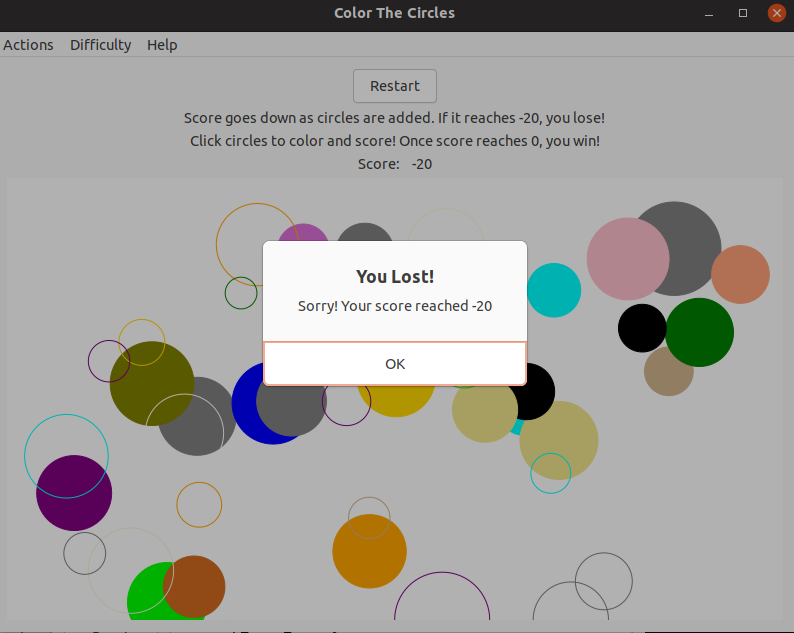 Color The Circles
Actions Difficulty Help
Restart
Score goes down as circles are added. If it reaches -20, you lose!
Click circles to color and score! Once score reaches 0, you win!
Score: -20
You Lost!
Sorry! Your score reached -20
OK